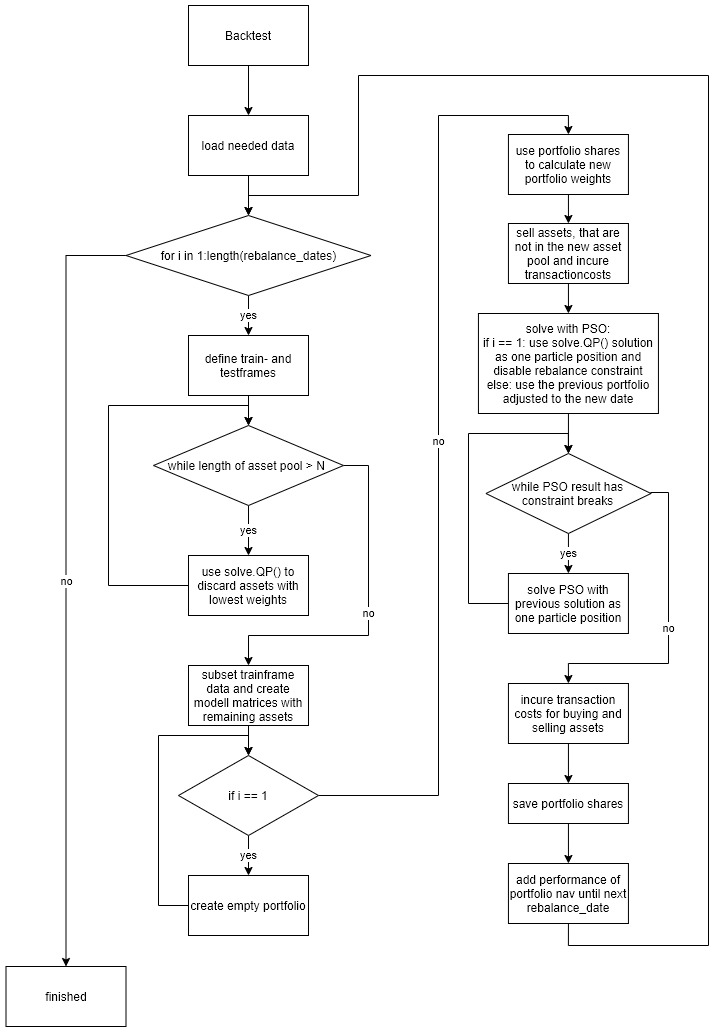 Backtest
load needed data
for i in 1:length(rebalance_dates)
yes
define train- and
testframes
while length of asset pool > N
yes
use solve.QP() to
discard assets with
lowest weights
no
subset trainframe
data and create
modell matrices with
remaining assets
if i == 1
yes
create empty portfolio
no
finished
no
use portfolio shares
to calculate new
portfolio weights
sell assets, that are
not in the new asset
pool and incure
transactioncosts
solve with PSO:
if i == 1: use solve.QP() solution
as one particle position and
disable rebalance constraint
else: use the previous portfolio
adjusted to the new date
while PSO result has
constraint breaks
yes
solve PSO with
previous solution as
one particle position
no
incure transaction
costs for buying and
selling assets
save portfolio shares
add performance of
portfolio nav until next
rebalance_date